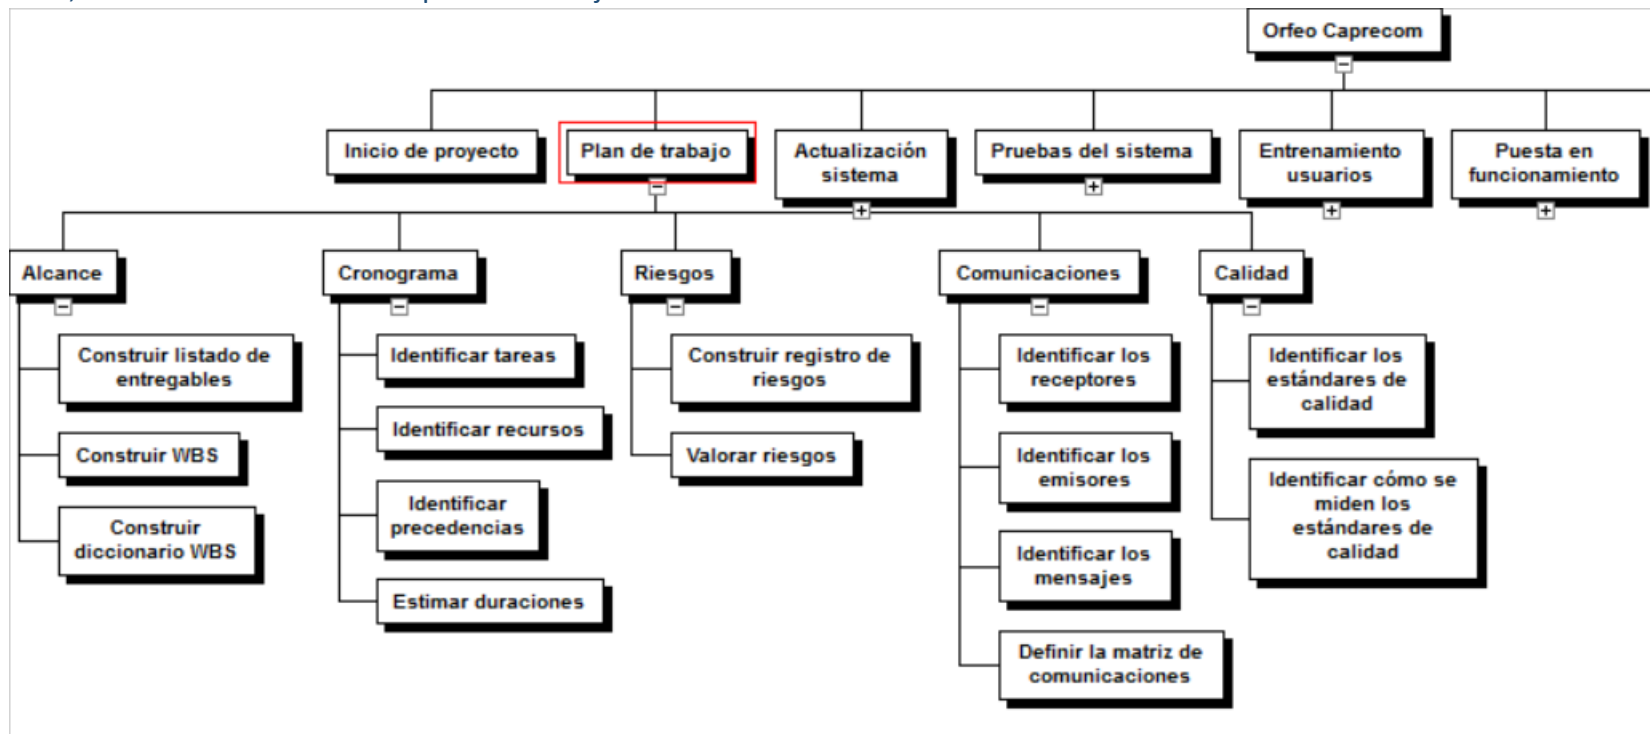 Orfeo Caprecom
Inicio de proyecto
Plan de trabajo
Actualización
sistema
Pruebas del sistema
Entrenamiento
usuarios
Puesta en
funcionamiento
Alcance
Construir listado de
entregables
Construir WBS
Construir
diccionario WBS
Cronograma
Identificar tareas
Identificar recursos
Identificar
precedencias
Estimar duraciones
Riesgos
Construir registro de
riesgos
Valorar riesgos
Comunicaciones
Identificar los
receptores
Identificar los
emisores
Identificar los
mensajes
Definir la matriz de
comunicaciones
Calidad
Identificar los
estándares de
calidad
Identificar cómo se
miden los
estándares de
calidad